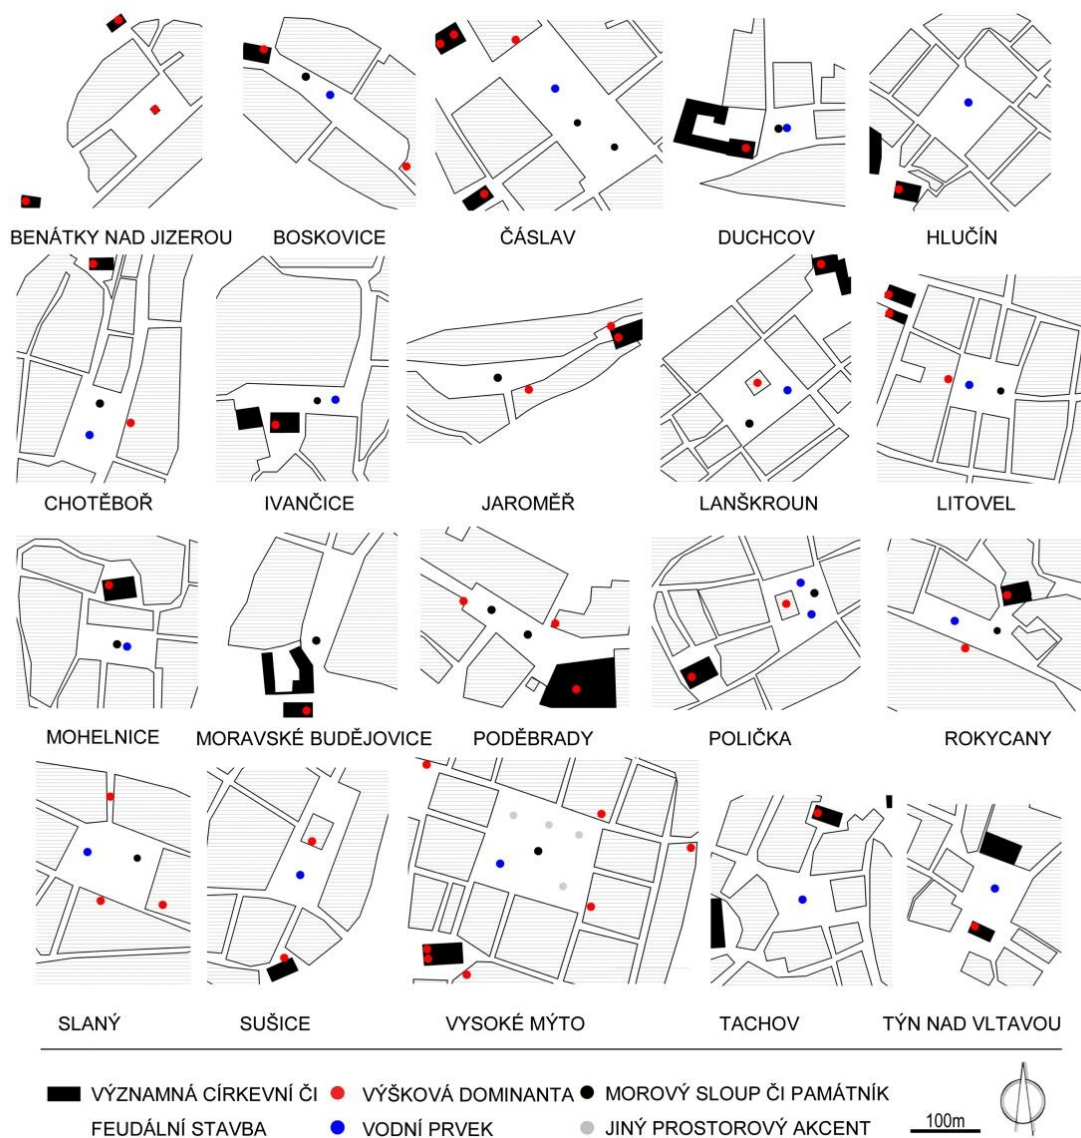 BENÁTKY NAD JIZEROU BOSKOVICE ČÁSLAV DUCHCOV HLUČÍN
CHOTĚBOŘ IVANČICE JAROMĚŘ LANŠKROUN LITOVEL
MOHELNICE MORAVSKÉ BUDĚJOVICE PODĚBRADY POLIČKA ROKYCANY
SLANÝ SUŠICE VYSOKÉ MÝTO TACHOV TÝN NAD VLTAVOU
VÝZNAMNÁ CÍRKEVNÍ ČI VÝŠKOVÁ DOMINANTA MOROVÝ SLOUP ČI PAMÁTNÍK
FEUDÁLNÍ STAVBA VODNÍ PRVEK JINÝ PROSTOROVÝ AKCENT 100m